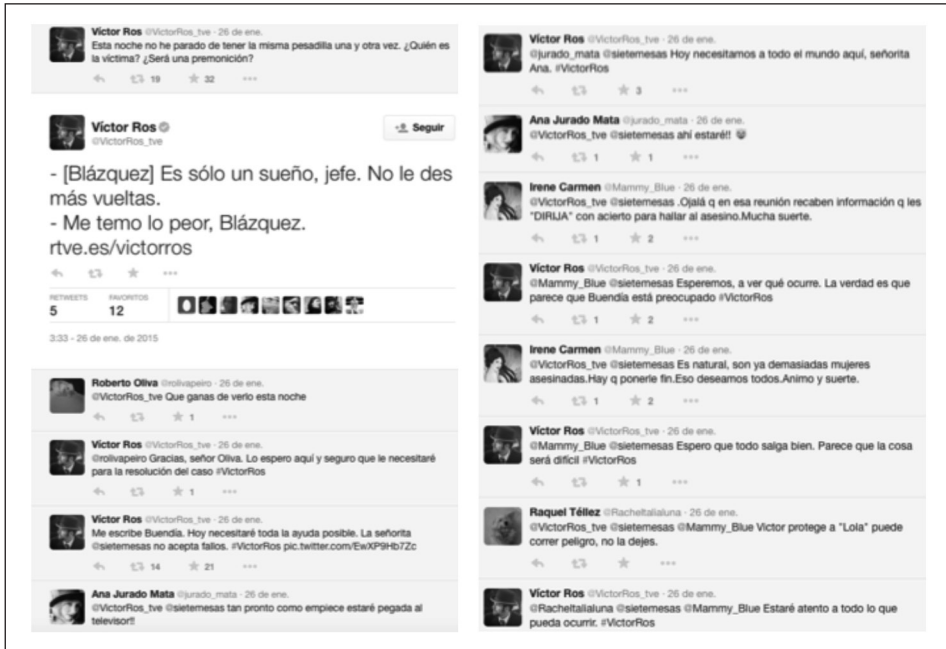 Víctor Ros @VictorRos_tve · 26 de ene.
Esta noche no he parado de tener la misma pesadilla una y otra vez. ¿Quién es
la víctima? ¿Será una premonición?
19 32
Víctor Ros
@VictorRos_tve
Seguir
- [Blázquez] Es sólo un sueño, jefe. No le des
más vueltas.
- Me temo lo peor, Blázquez.
rtve.es/victorros
RETWEETS FAVORITOS
5 12
3:33 - 26 de ene. de 2015
Roberto Oliva @rolivapeiro · 26 de ene.
@VictorRos_tve Que ganas de verlo esta noche
1
Víctor Ros @VictorRos_tve · 26 de ene.
@rolivapeiro Gracias, señor Oliva. Lo espero aquí y seguro que le necesitaré
para la resolución del caso #VictorRos
1
Víctor Ros @VictorRos_tve · 26 de ene.
Me escribe Buendía. Hoy necesitaré toda la ayuda posible. La señorita
@sietemesas no acepta fallos. #VictorRos pic.twitter.com/EwXP9Hb7Zc
14 21
Ana Jurado Mata @jurado_mata · 26 de ene.
@VictorRos_tve @sietemesas tan pronto como empiece estaré pegada al
televisor!!
Víctor Ros @VictorRos_tve · 26 de ene.
@jurado_mata @sietemesas Hoy necesitamos a todo el mundo aquí, señorita
Ana. #VictorRos
3
Ana Jurado Mata @jurado_mata · 26 de ene.
@VictorRos_tve @sietemesas ahí estaré!!
1 1
Irene Carmen @Mammy_Blue · 26 de ene.
@VictorRos_tve @sietemesas .Ojalá q en esa reunión recaben información q les
"DIRIJA" con acierto para hallar al asesino.Mucha suerte.
1 2
Víctor Ros @VictorRos_tve · 26 de ene.
@Mammy_Blue @sietemesas Esperemos, a ver qué ocurre. La verdad es que
parece que Buendía está preocupado #VictorRos
1 2
Irene Carmen @Mammy_Blue · 26 de ene.
@VictorRos_tve @sietemesas Es natural, son ya demasiadas mujeres
asesinadas.Hay q ponerle fin.Eso deseamos todos.Animo y suerte.
1 2
Víctor Ros @VictorRos_tve · 26 de ene.
@Mammy_Blue @sietemesas Espero que todo salga bien. Parece que la cosa
será difícil #VictorRos
1
Raquel Téllez @Racheltalialuna · 26 de ene.
@VictorRos_tve @sietemesas @Mammy_Blue Victor protege a "Lola" puede
correr peligro, no la dejes.
Víctor Ros @VictorRos_tve · 26 de ene.
@Racheltalialuna @sietemesas @Mammy_Blue Estaré atento a todo lo que
pueda ocurrir. #VictorRos